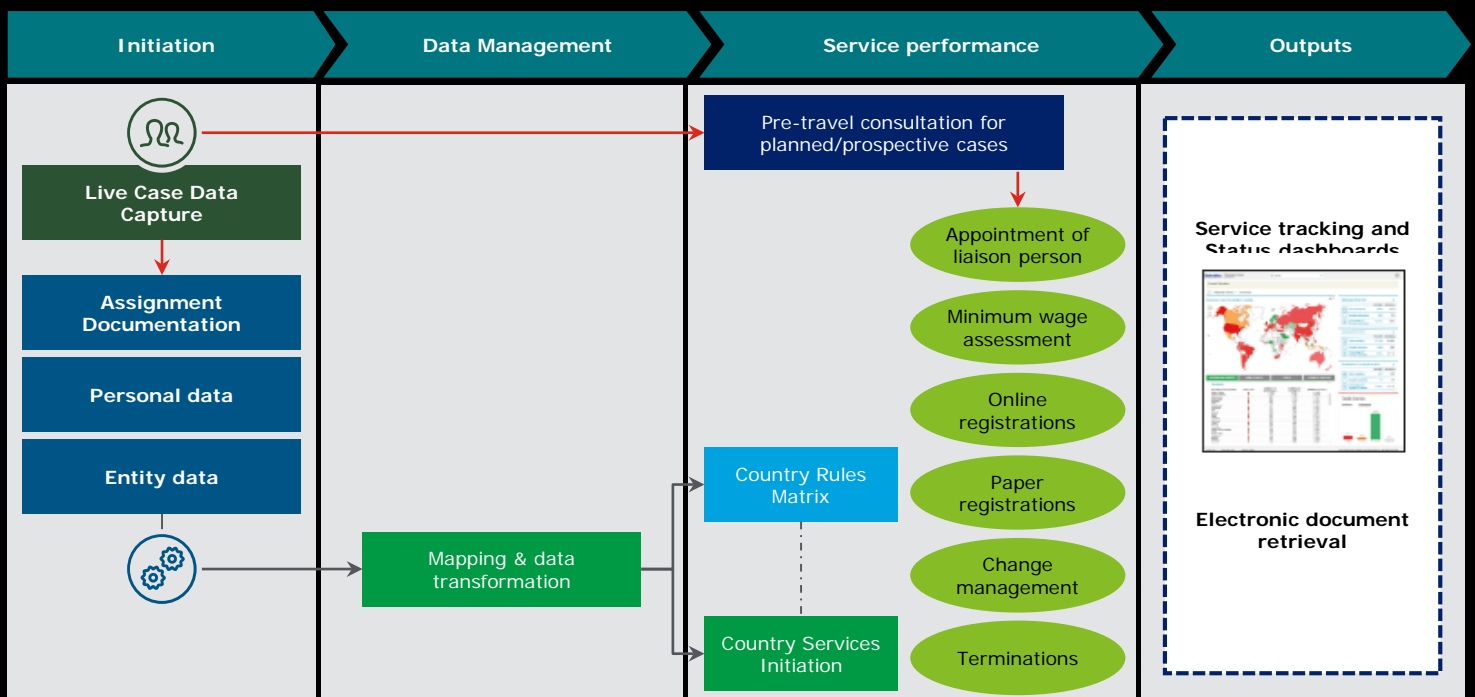 Initiation
Data Management
Service performance
Outputs
Live Case Data
Capture
Assignment
Documentation
Personal data
Entity data
Mapping & data
transformation
Pre-travel consultation for
planned/prospective cases
Country Rules
Matrix
Country Services
Initiation
Appointment of
liaison person
Minimum wage
assessment
Online
registrations
Paper
registrations
Change
management
Terminations
Service tracking and
Status dashboards
Electronic document
retrieval